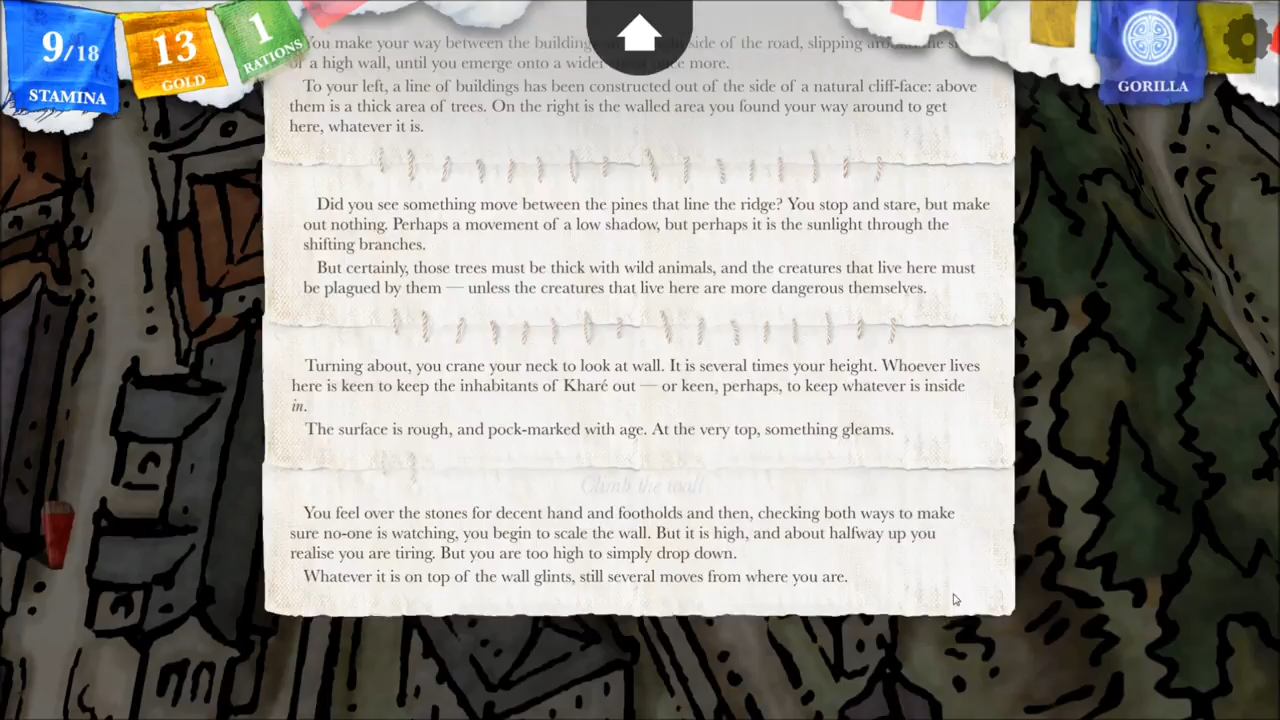 9/18
STAMINA
13
GOLD
1
RATIONS
GORILLA
You make your way between the side of the road, slipping
of a high wall, until you emerge onto a wider more.
To your left, a line of buildings has been constructed out of the side of a natural cliff-face: above
them is a thick area of trees. On the right is the walled area you found your way around to get
here, whatever it is.
Did you see something move between the pines that line the ridge? You stop and stare, but make
out nothing. Perhaps a movement of a low shadow, but perhaps it is the sunlight through the
shifting branches.
But certainly, those trees must be thick with wild animals, and the creatures that live here must
be plagued by them — unless the creatures that live here are more dangerous themselves.
Turning about, you crane your neck to look at wall. It is several times your height. Whoever lives
here is keen to keep the inhabitants of Kharé out — or keen, perhaps, to keep whatever is inside
in.
The surface is rough, and pock-marked with age. At the very top, something gleams.
Climb the wall
You feel over the stones for decent hand and footholds and then, checking both ways to make
sure no-one is watching, you begin to scale the wall. But it is high, and about halfway up you
realise you are tiring. But you are too high to simply drop down.
Whatever it is on top of the wall glints, still several moves from where you are.